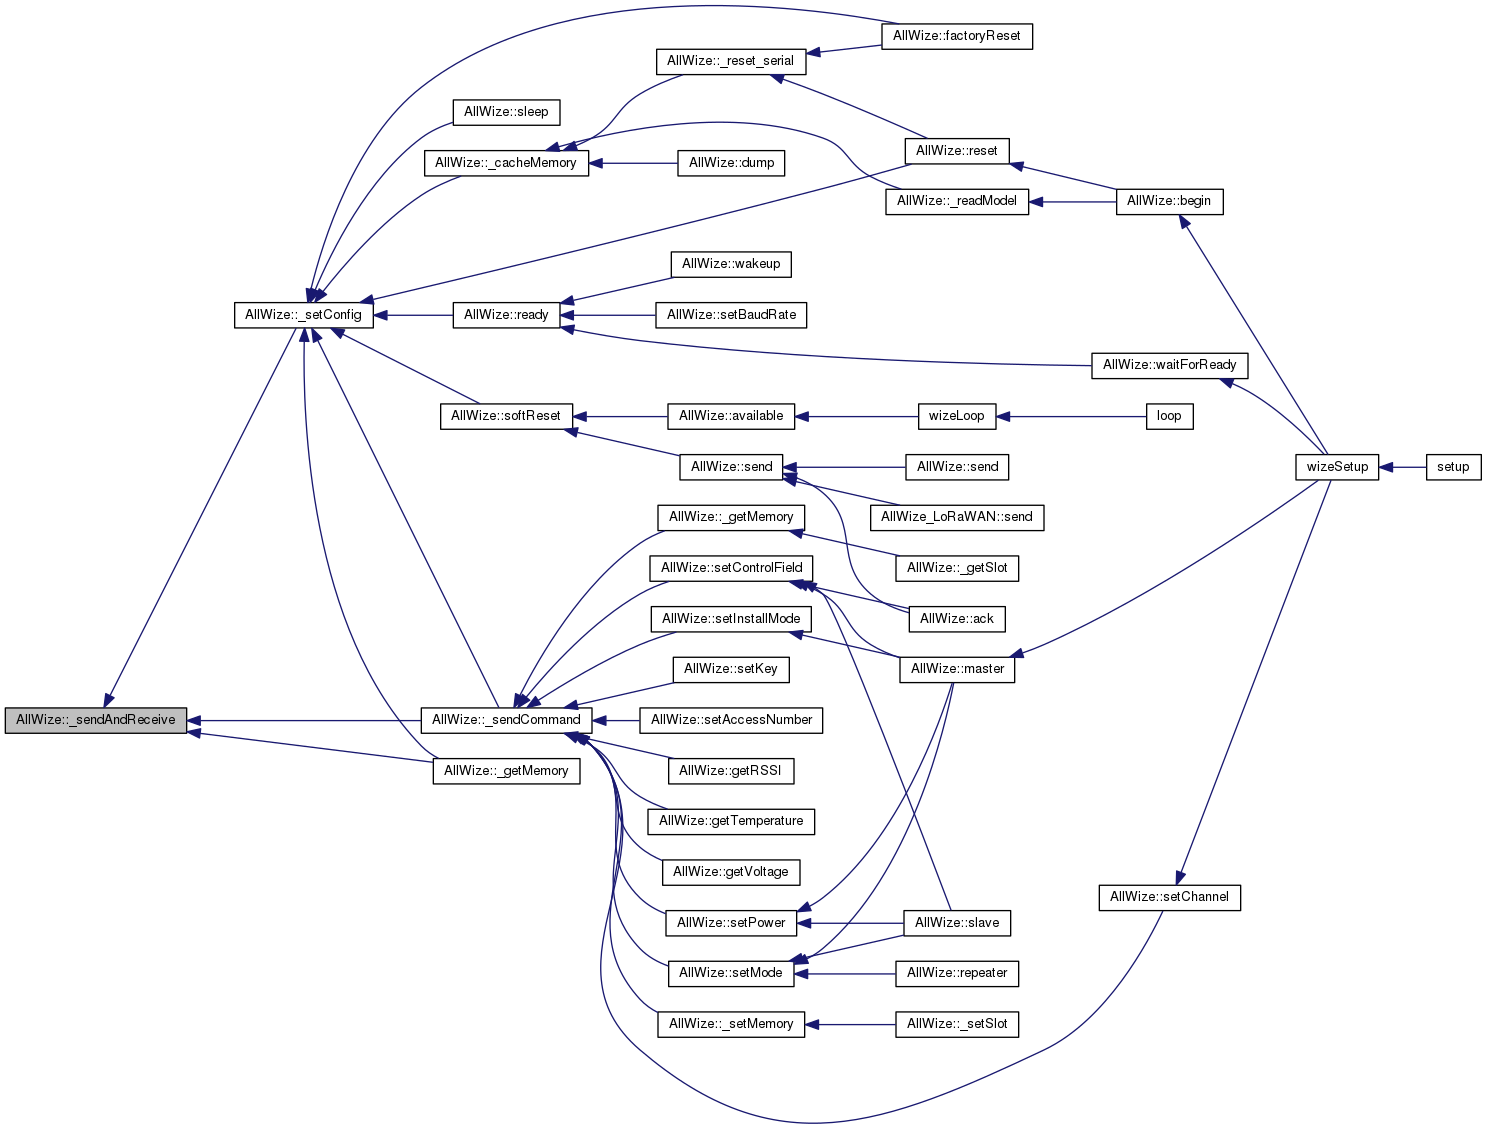 AllWize::factoryReset
AllWize::_reset_serial
AllWize::sleep
AllWize::_cacheMemory
AllWize::dump
AllWize::reset
AllWize::_readModel
AllWize::begin
AllWize::wakeup
AllWize::_setConfig
AllWize::ready
AllWize::setBaudRate
AllWize::waitForReady
AllWize::softReset
AllWize::available
wizeLoop
loop
AllWize::send
AllWize::send
wizeSetup
setup
AllWize::_getMemory
AllWize_LoRaWAN::send
AllWize::setControlField
AllWize::_getSlot
AllWize::setInstallMode
AllWize::ack
AllWize::setKey
AllWize::master
AllWize::_sendAndReceive
AllWize::_sendCommand
AllWize::setAccessNumber
AllWize::_getMemory
AllWize::getRSSI
AllWize::getTemperature
AllWize::getVoltage
AllWize::setChannel
AllWize::setPower
AllWize::slave
AllWize::setMode
AllWize::repeater
AllWize::_setMemory
AllWize::_setSlot